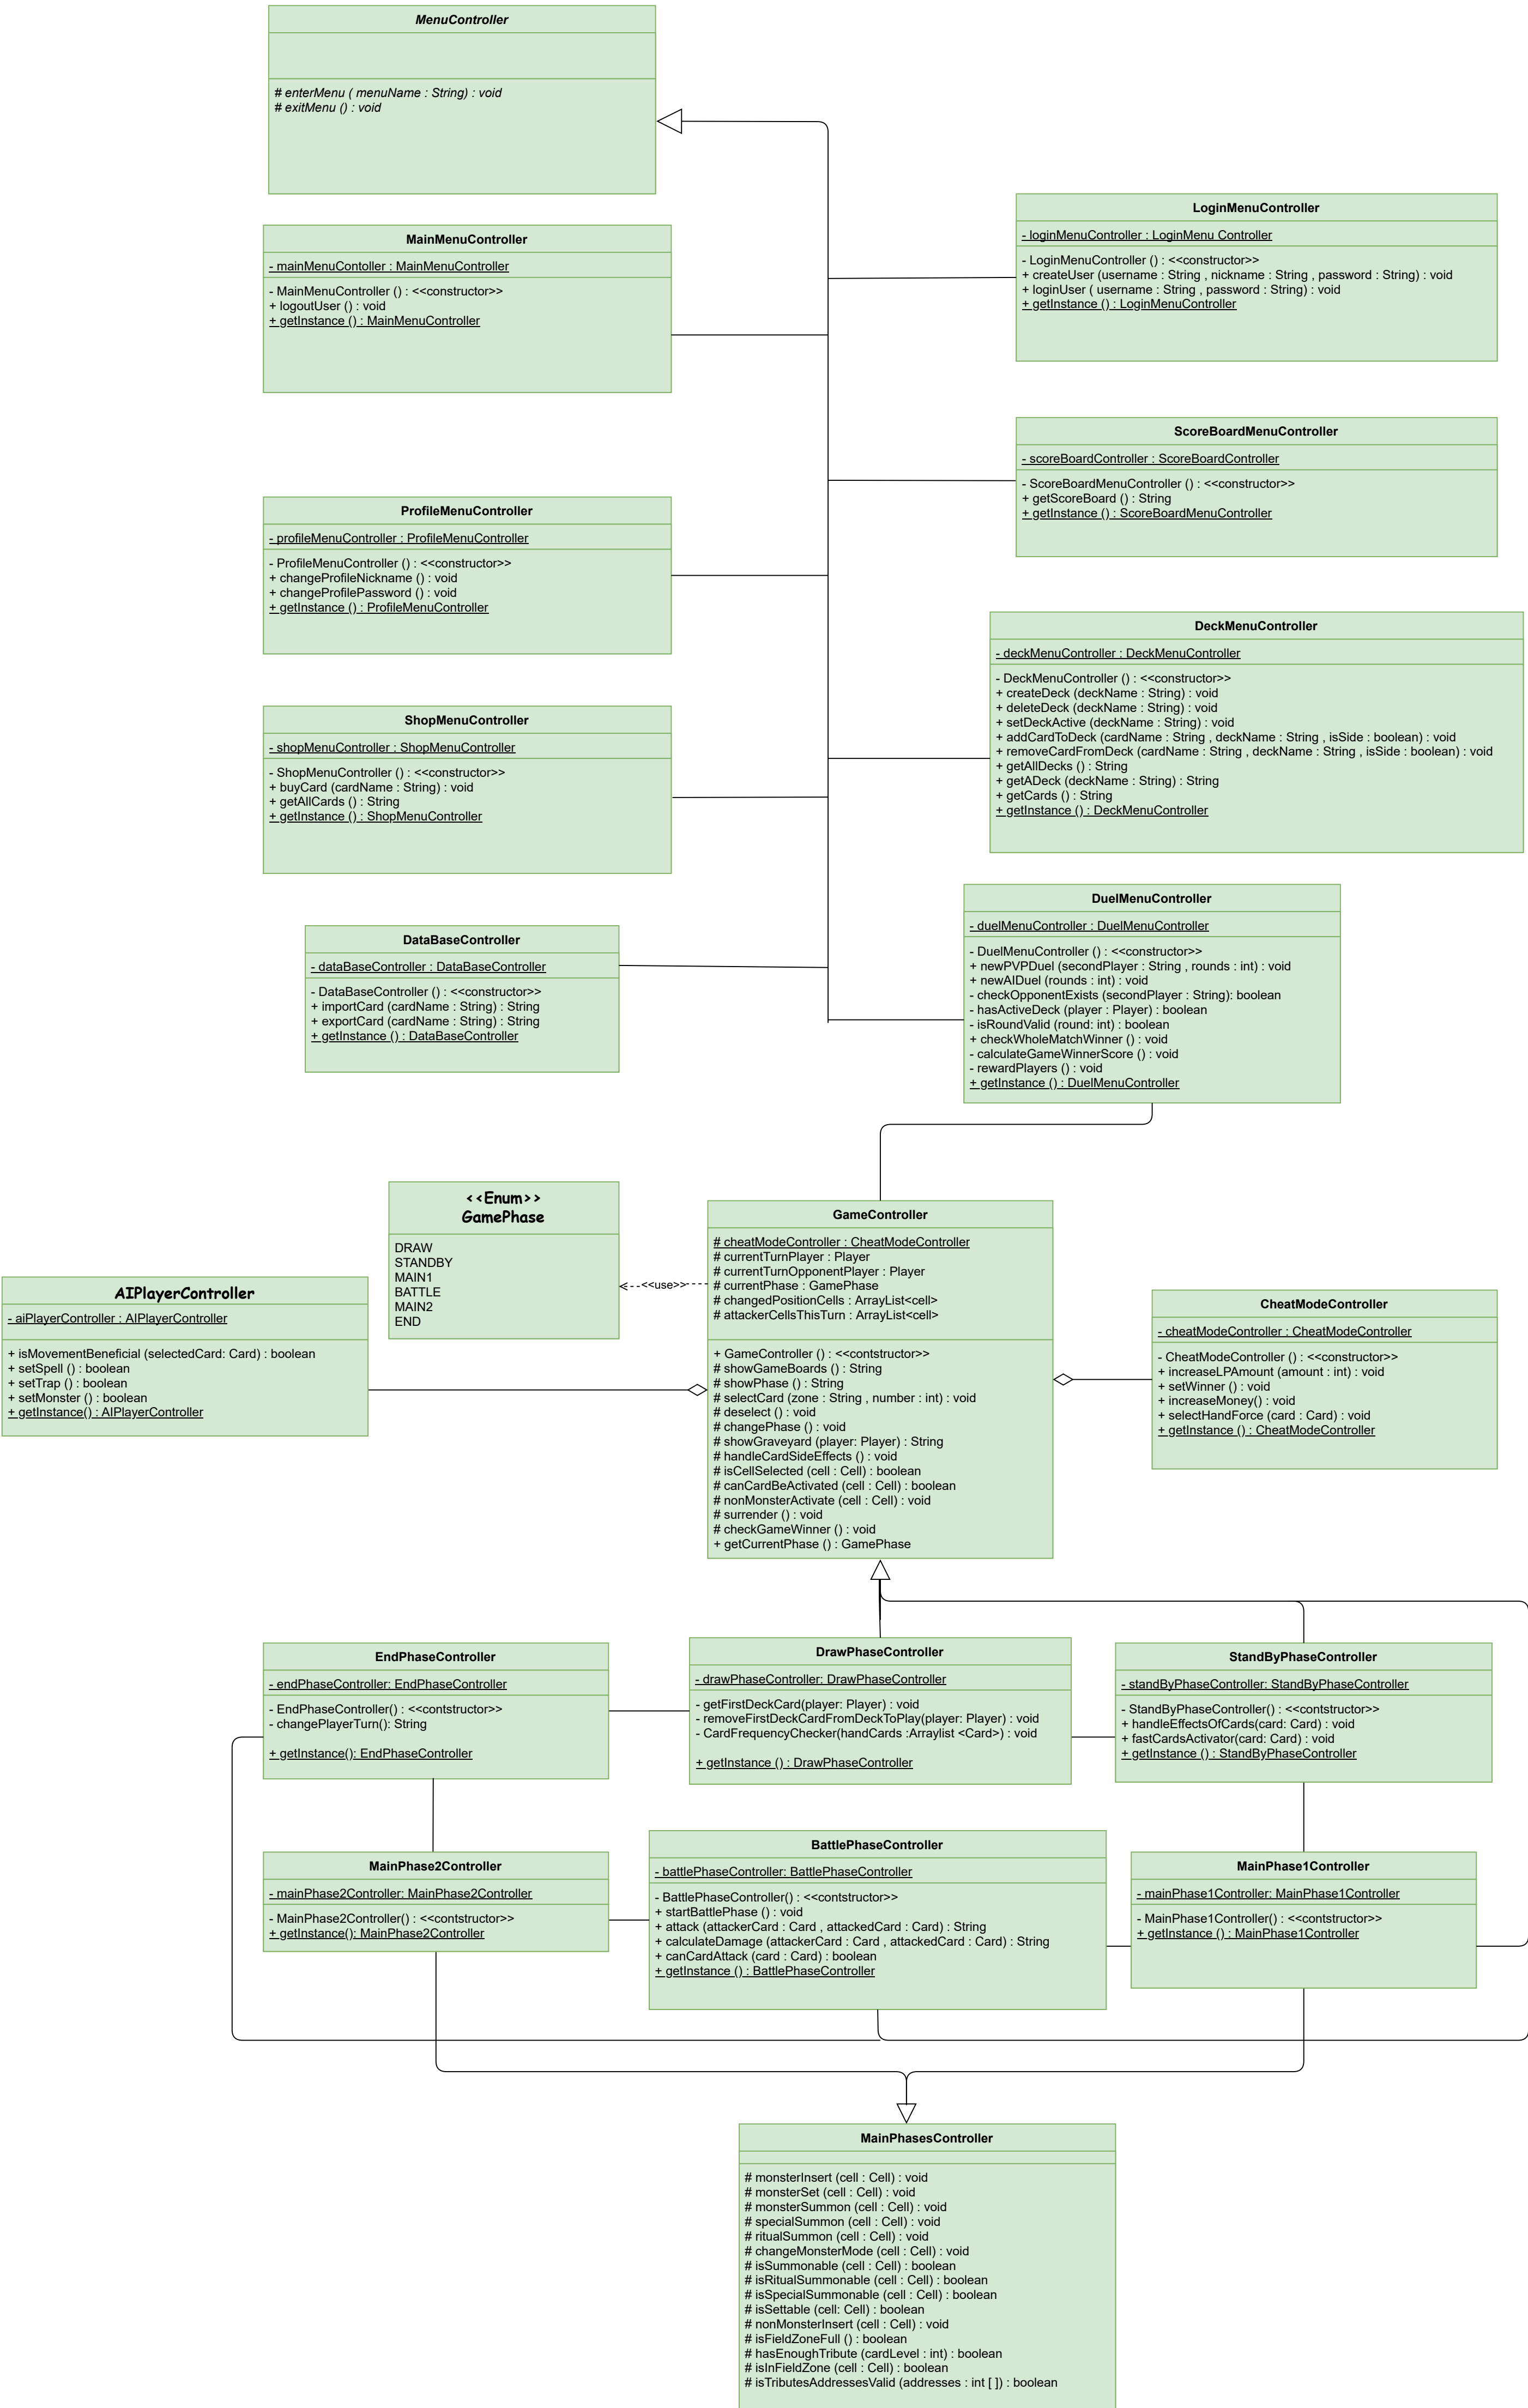 MenuController
# enterMenu ( menuName : String) : void
# exitMenu () : void
MainMenuController
- mainMenuContoller : MainMenuController
- MainMenuController () : <<constructor>>
+ logoutUser () : void
+ getInstance () : MainMenuController
LoginMenuController
- loginMenuController : LoginMenu Controller
- LoginMenuController () : <<constructor>>
+ createUser (username : String , nickname : String , password : String) : void
+ loginUser ( username : String , password : String) : void
+ getInstance () : LoginMenuController
ScoreBoardMenuController
- scoreBoardController : ScoreBoardController
- ScoreBoardMenuController () : <<constructor>>
+ getScoreBoard () : String
+ getInstance () : ScoreBoardMenuController
ProfileMenuController
- profileMenuController : ProfileMenuController
- ProfileMenuController () : <<constructor>>
+ changeProfileNickname () : void
+ changeProfilePassword () : void
+ getInstance () : ProfileMenuController
DeckMenuController
- deckMenuController : DeckMenuController
- DeckMenuController () : <<constructor>>
+ createDeck (deckName : String) : void
+ deleteDeck (deckName : String) : void
+ setDeckActive (deckName : String) : void
+ addCardToDeck (cardName : String , deckName : String , isSide : boolean) : void
+ removeCardFromDeck (cardName : String , deckName : String , isSide : boolean) : void
+ getAllDecks () : String
+ getADeck (deckName : String) : String
+ getCards () : String
+ getInstance () : DeckMenuController
ShopMenuController
- shopMenuController : ShopMenuController
- ShopMenuController () : <<constructor>>
+ buyCard (cardName : String) : void
+ getAllCards () : String
+ getInstance () : ShopMenuController
DuelMenuController
- duelMenuController : DuelMenuController
- DuelMenuController () : <<constructor>>
+ newPVPDuel (secondPlayer : String , rounds : int) : void
+ newAIDuel (rounds : int) : void
- checkOpponentExists (secondPlayer : String): boolean
- hasActiveDeck (player : Player) : boolean
- isRoundValid (round: int) : boolean
+ checkWholeMatchWinner () : void
- calculateGameWinnerScore () : void
- rewardPlayers () : void
+ getInstance () : DuelMenuController
DataBaseController
- dataBaseController : DataBaseController
- DataBaseController () : <<constructor>>
+ importCard (cardName : String) : String
+ exportCard (cardName : String) : String
+ getInstance () : DataBaseController
<<Enum>>
GamePhase
DRAW
STANDBY
MAIN1
BATTLE
MAIN2
END
<<use>>
GameController
# cheatModeController : CheatModeController
# currentTurnPlayer : Player
# currentTurnOpponentPlayer : Player
# currentPhase : GamePhase
# changedPositionCells : ArrayList<cell>
# attackerCellsThisTurn : ArrayList<cell>
+ GameController () : <<contstructor>>
# showGameBoards () : String
# showPhase () : String
# selectCard (zone : String , number : int) : void
# deselect () : void
# changePhase () : void
# showGraveyard (player: Player) : String
# handleCardSideEffects () : void
# isCellSelected (cell : Cell) : boolean
# canCardBeActivated (cell : Cell) : boolean
# nonMonsterActivate (cell : Cell) : void
# surrender () : void
# checkGameWinner () : void
+ getCurrentPhase () : GamePhase
AIPlayerController
- aiPlayerController : AIPlayerController
+ isMovementBeneficial (selectedCard: Card) : boolean
+ setSpell () : boolean
+ setTrap () : boolean
+ setMonster () : boolean
+ getInstance() : AIPlayerController
CheatModeController
- cheatModeController : CheatModeController
- CheatModeController () : <<constructor>>
+ increaseLPAmount (amount : int) : void
+ setWinner () : void
+ increaseMoney() : void
+ selectHandForce (card : Card) : void
+ getInstance () : CheatModeController
EndPhaseController
- endPhaseController: EndPhaseController
- EndPhaseController() : <<contstructor>>
- changePlayerTurn(): String
+ getInstance(): EndPhaseController
DrawPhaseController
- drawPhaseController: DrawPhaseController
- getFirstDeckCard(player: Player) : void
- removeFirstDeckCardFromDeckToPlay(player: Player) : void
- CardFrequencyChecker(handCards :Arraylist <Card>) : void
+ getInstance () : DrawPhaseController
StandByPhaseController
- standByPhaseController: StandByPhaseController
- StandByPhaseController() : <<contstructor>>
+ handleEffectsOfCards(card: Card) : void
+ fastCardsActivator(card: Card) : void
+ getInstance () : StandByPhaseController
MainPhase2Controller
- mainPhase2Controller: MainPhase2Controller
- MainPhase2Controller() : <<contstructor>>
+ getInstance(): MainPhase2Controller
BattlePhaseController
- battlePhaseController: BattlePhaseController
- BattlePhaseController() : <<contstructor>>
+ startBattlePhase () : void
+ attack (attackerCard : Card , attackedCard : Card) : String
+ calculateDamage (attackerCard : Card , attackedCard : Card) : String
+ canCardAttack (card : Card) : boolean
+ getInstance () : BattlePhaseController
MainPhase1Controller
- mainPhase1Controller: MainPhase1Controller
- MainPhase1Controller() : <<contstructor>>
+ getInstance () : MainPhase1Controller
MainPhasesController
# monsterInsert (cell : Cell) : void
# monsterSet (cell : Cell) : void
# monsterSummon (cell : Cell) : void
# specialSummon (cell : Cell) : void
# ritualSummon (cell : Cell) : void
# changeMonsterMode (cell : Cell) : void
# isSummonable (cell : Cell) : boolean
# isRitualSummonable (cell : Cell) : boolean
# isSpecialSummonable (cell : Cell) : boolean
# isSettable (cell: Cell) : boolean
# nonMonsterInsert (cell : Cell) : void
# isFieldZoneFull () : boolean
# hasEnoughTribute (cardLevel : int) : boolean
# isInFieldZone (cell : Cell) : boolean
# isTributesAddressesValid (addresses : int [ ]) : boolean